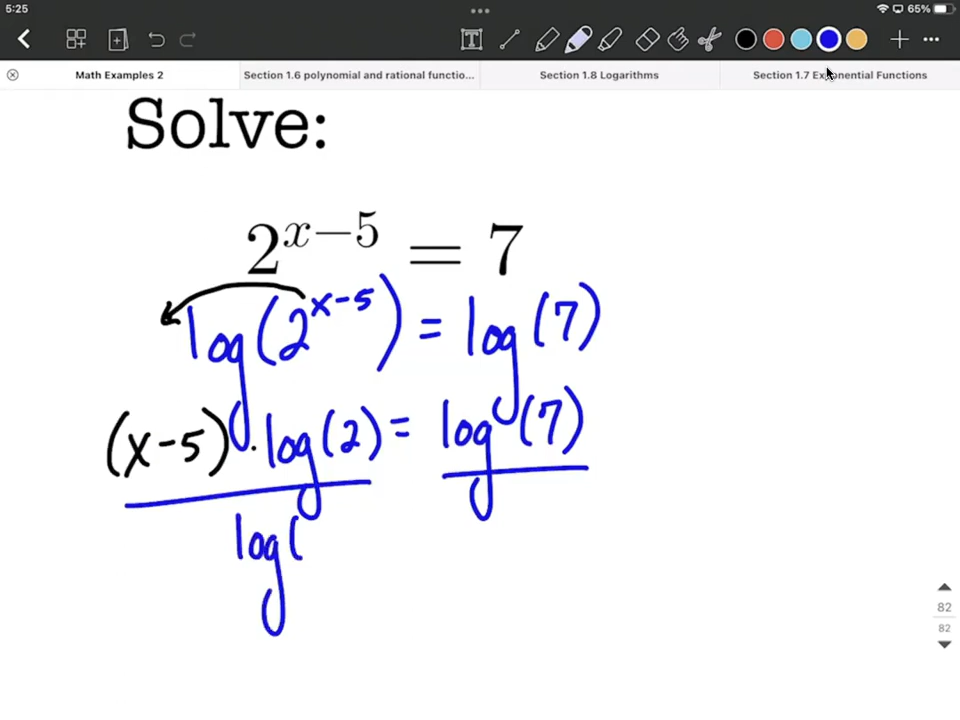 5:25
65%
Math Examples 2
Section 1.6 polynomial and rational functio...
Section 1.8 Logarithms
Section 1.7 Exponential Functions
Solve:
2^{x-5} = 7
log(2^{x-5}) = log(7)
(x-5) · log(2) = log(7)
log(
82
82